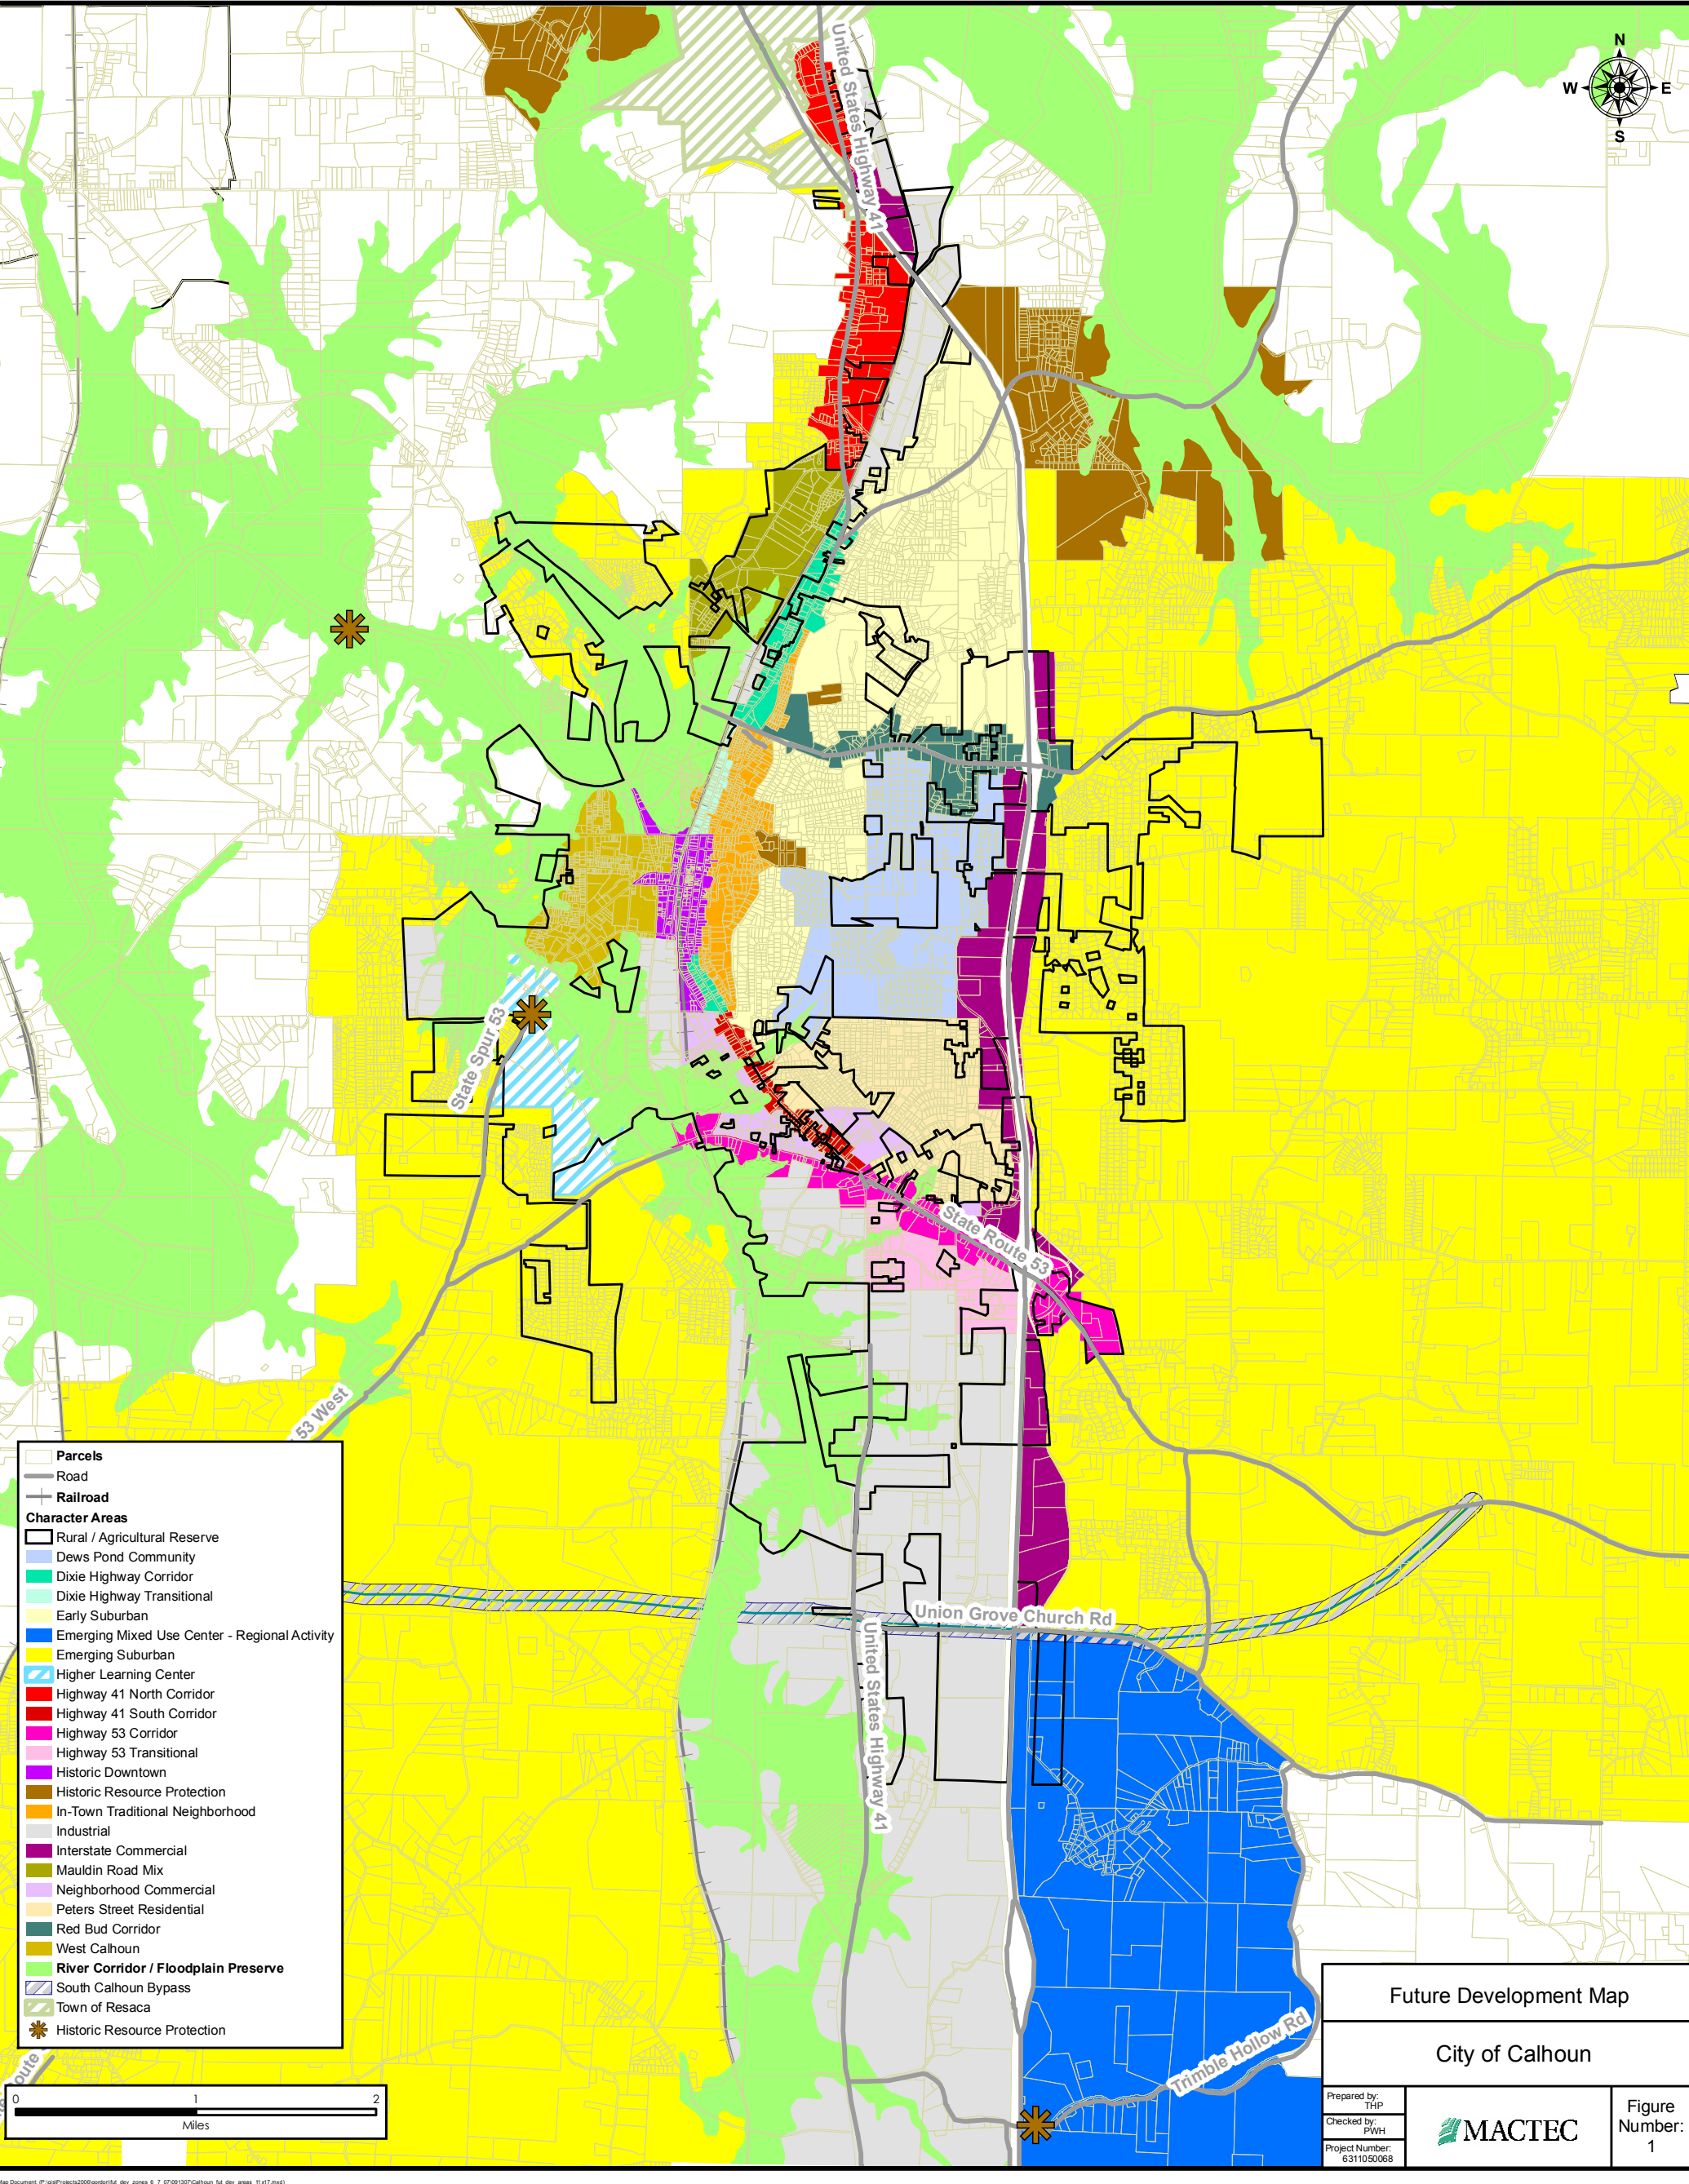 N
W E
S
United States Highway 41
State Spur 53
State Route 53
53 West
Union Grove Church Rd
United States Highway 41
Trimble Hollow Rd
Parcels
Road
Railroad
Character Areas
Rural / Agricultural Reserve
Dews Pond Community
Dixie Highway Corridor
Dixie Highway Transitional
Early Suburban
Emerging Mixed Use Center - Regional Activity
Emerging Suburban
Higher Learning Center
Highway 41 North Corridor
Highway 41 South Corridor
Highway 53 Corridor
Highway 53 Transitional
Historic Downtown
Historic Resource Protection
In-Town Traditional Neighborhood
Industrial
Interstate Commercial
Mauldin Road Mix
Neighborhood Commercial
Peters Street Residential
Red Bud Corridor
West Calhoun
River Corridor / Floodplain Preserve
South Calhoun Bypass
Town of Resaca
Historic Resource Protection
0 1 2
Miles
Future Development Map
City of Calhoun
Prepared by:
THP
Checked by:
PWH
Project Number:
6311050068
MACTEC
Figure
Number:
1